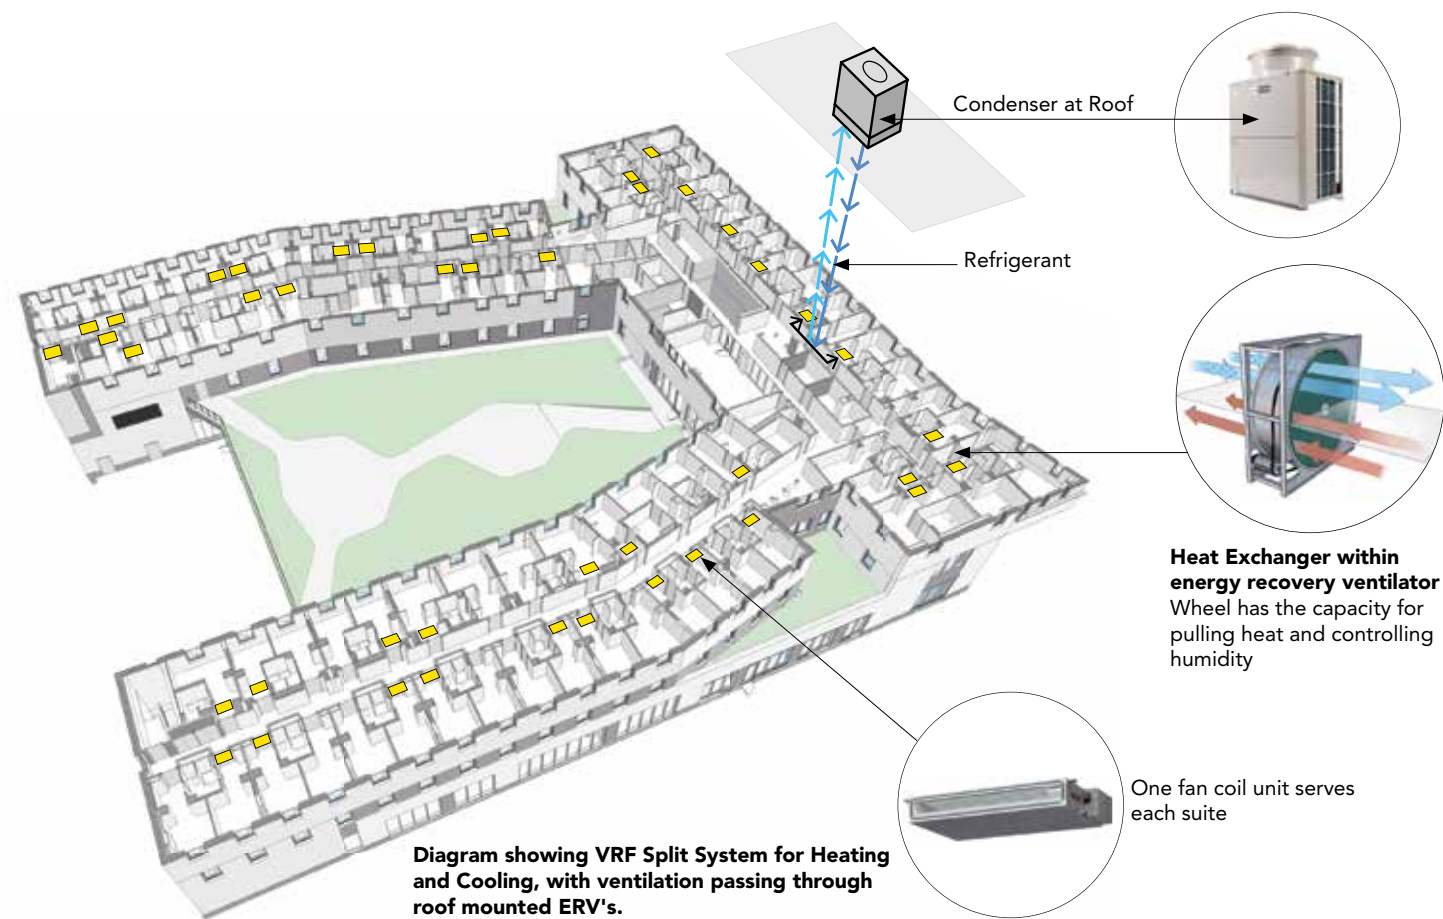 Condenser at Roof
Refrigerant
Heat Exchanger within
energy recovery ventilator
Wheel has the capacity for
pulling heat and controlling
humidity
One fan coil unit serves
each suite
Diagram showing VRF Split System for Heating
and Cooling, with ventilation passing through
roof mounted ERV's.